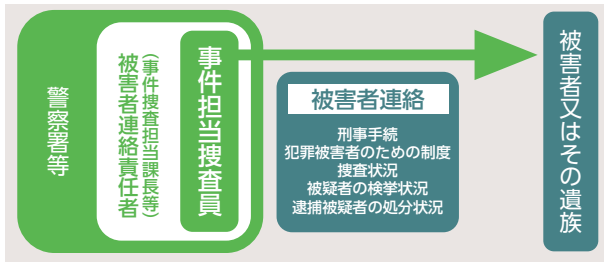 警察署等
被害者連絡責任者
（事件捜査担当課長等）
事件担当捜査員
被害者連絡
刑事手続
犯罪被害者のための制度
捜査状況
被疑者の検挙状況
逮捕被疑者の処分状況
被害者又はその遺族